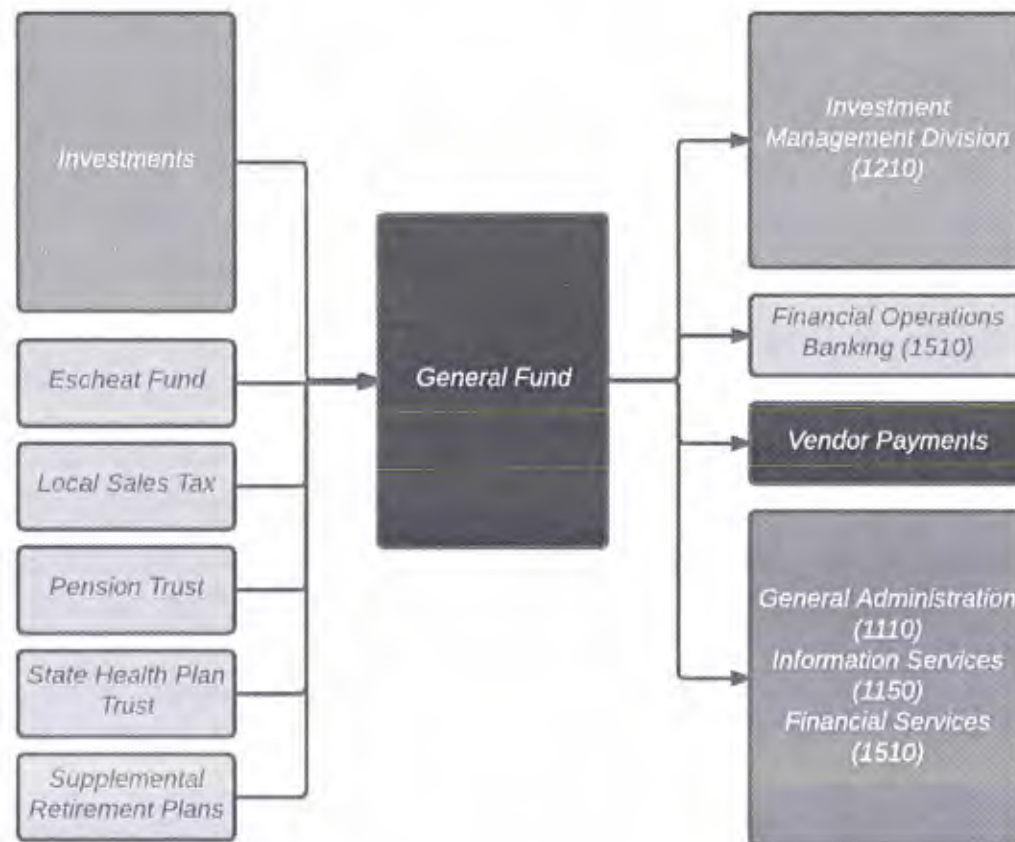 Investments
Escheat Fund
Local Sales Tax
Pension Trust
State Health Plan
Trust
Supplemental
Retirement Plans
General Fund
Investment
Management Division
(1210)
Financial Operations
Banking (1510)
Vendor Payments
General Administration
(1110)
Information Services
(1150)
Financial Services
(1510)